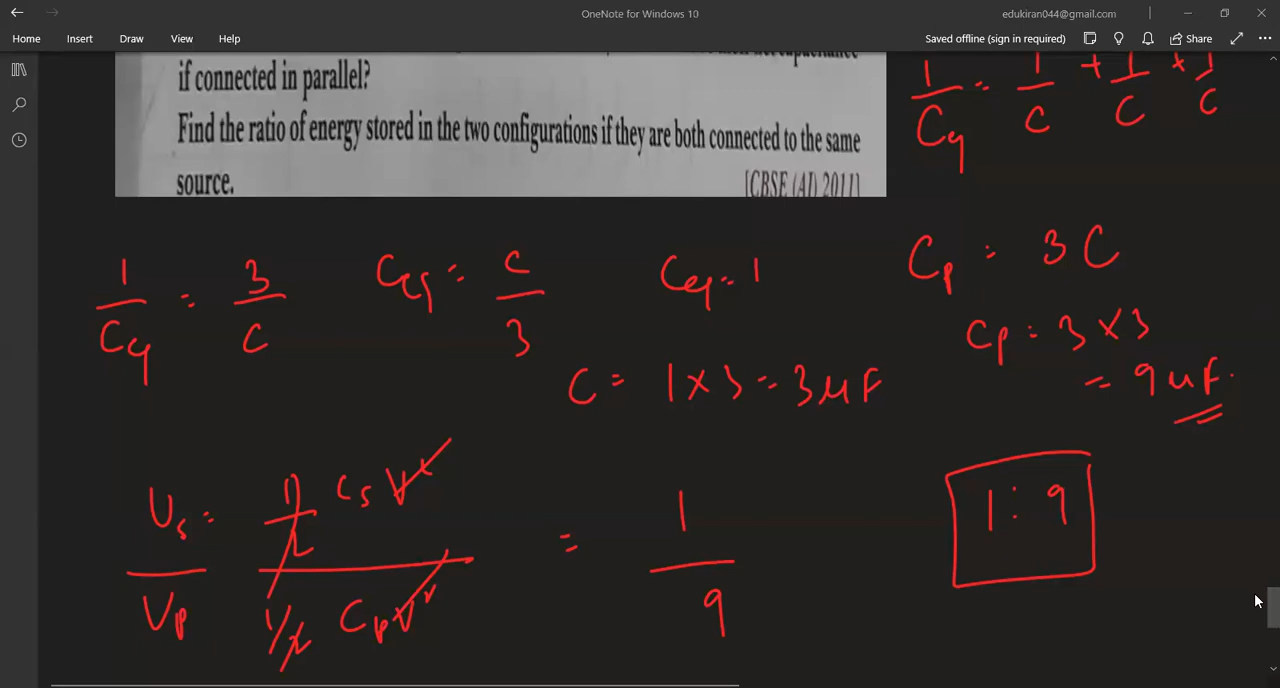 OneNote for Windows 10
edukiran044@gmail.com
Home Insert Draw View Help
Saved offline (sign in required) Share
if connected in parallel?
Find the ratio of energy stored in the two configurations if they are both connected to the same
source.
[CBSE (AI) 2011]
1/Cq = 1/C + 1/C + 1/C
1/Cq = 3/C
Ceq = C/3
Ceq = 1
C = 1 × 3 = 3 μF
Cp = 3C
Cp = 3 × 3
= 9 μF.
Us/Up = 1/2 Cs V²/1/2 Cp V² = 1/9
1 : 9